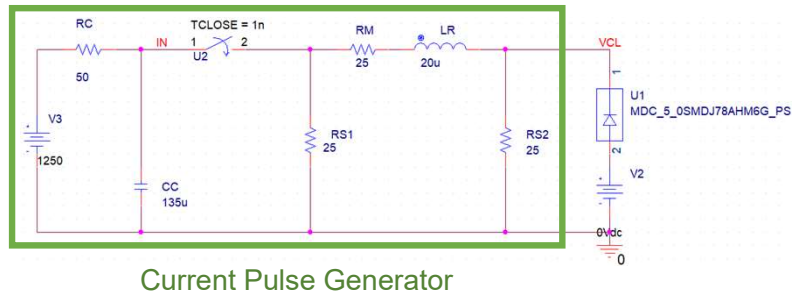 RC
50
V3
1250
IN
CC
135u
TCLOSE = 1n
1 2
U2
RS1
25
RM
25
LR
20u
RS2
25
VCL
1
U1
MDC_5_0SMDJ78AHM6G_PS
2
V2
0Vdc
0
Current Pulse Generator